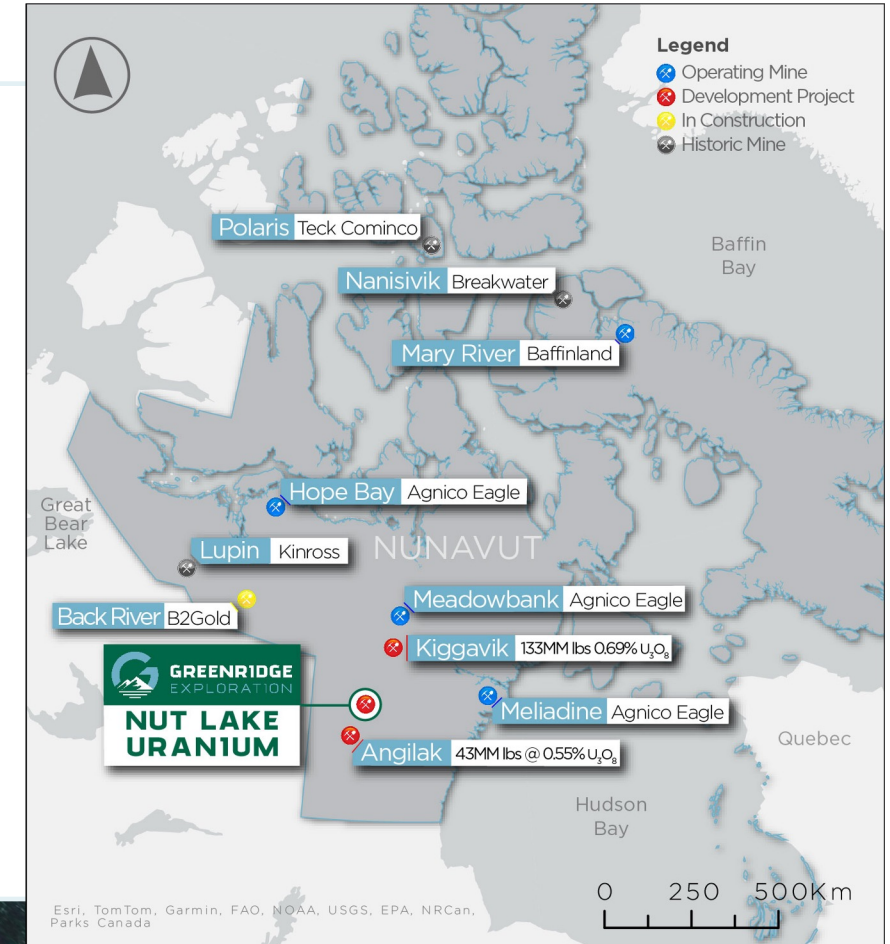 Legend
Operating Mine
Development Project
In Construction
Historic Mine
Polaris Teck Cominco
Baffin
Bay
Nanisivik Breakwater
Mary River Baffinland
Hope Bay Agnico Eagle
Great
Bear
Lake
NUNAVUT
Lupin Kinross
Meadowbank Agnico Eagle
Back River B2Gold
Kiggavik 133MM lbs 0.69% U₃O₈
GREENR1DGE
EXPLORATION
NUT LAKE
URAN1UM
Meliadine Agnico Eagle
Angilak 43MM lbs @ 0.55% U₃O₈
Quebec
Hudson
Bay
0 250 500Km
Esri, TomTom, Garmin, FAO, NOAA, USGS, EPA, NRCan,
Parks Canada